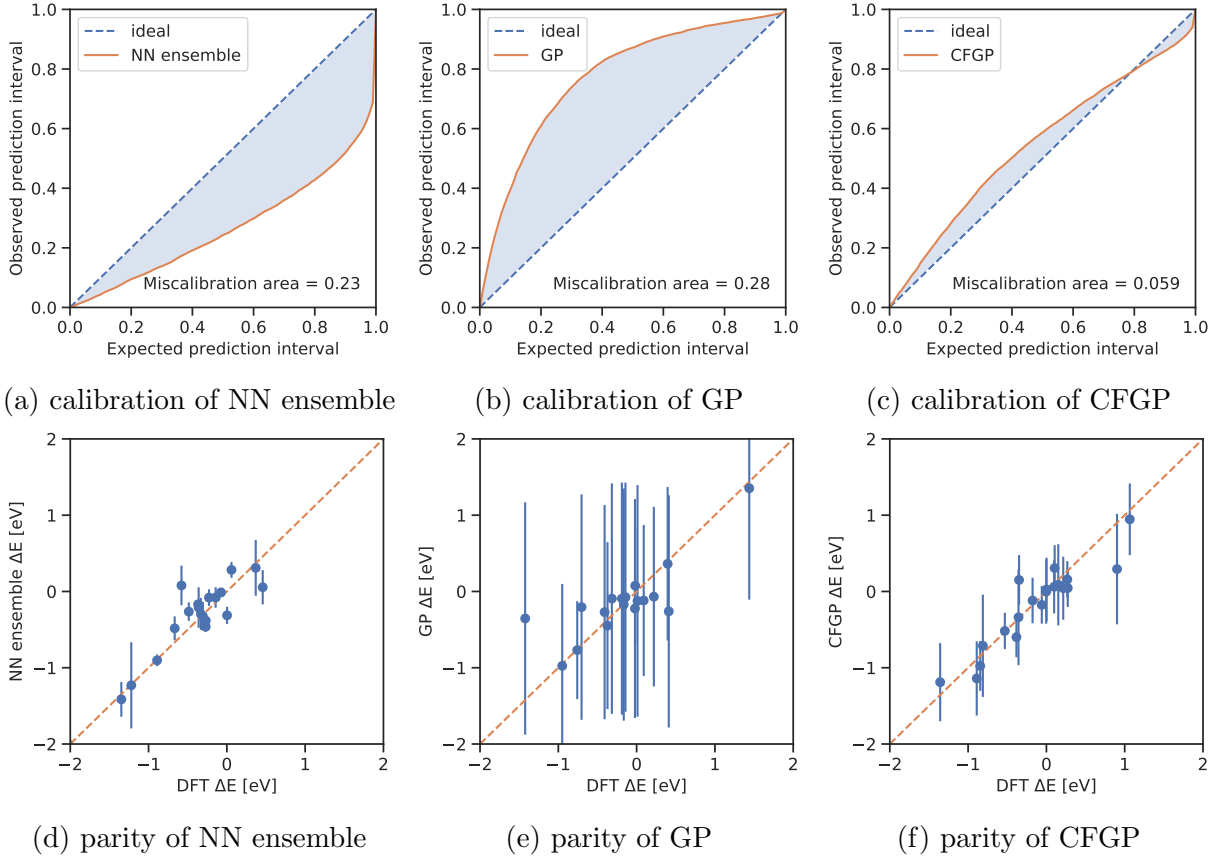 1.0
0.8
0.6
0.4
0.2
0.0
0.0 0.2 0.4 0.6 0.8 1.0
Observed prediction interval
Expected prediction interval
ideal
NN ensemble
Miscalibration area = 0.23
(a) calibration of NN ensemble
1.0
0.8
0.6
0.4
0.2
0.0
0.0 0.2 0.4 0.6 0.8 1.0
Observed prediction interval
Expected prediction interval
ideal
GP
Miscalibration area = 0.28
(b) calibration of GP
1.0
0.8
0.6
0.4
0.2
0.0
0.0 0.2 0.4 0.6 0.8 1.0
Observed prediction interval
Expected prediction interval
ideal
CFGP
Miscalibration area = 0.059
(c) calibration of CFGP
2
1
0
−1
−2
−2 −1 0 1 2
NN ensemble ΔE [eV]
DFT ΔE [eV]
(d) parity of NN ensemble
2
1
0
−1
−2
−2 −1 0 1 2
GP ΔE [eV]
DFT ΔE [eV]
(e) parity of GP
2
1
0
−1
−2
−2 −1 0 1 2
CFGP ΔE [eV]
DFT ΔE [eV]
(f) parity of CFGP